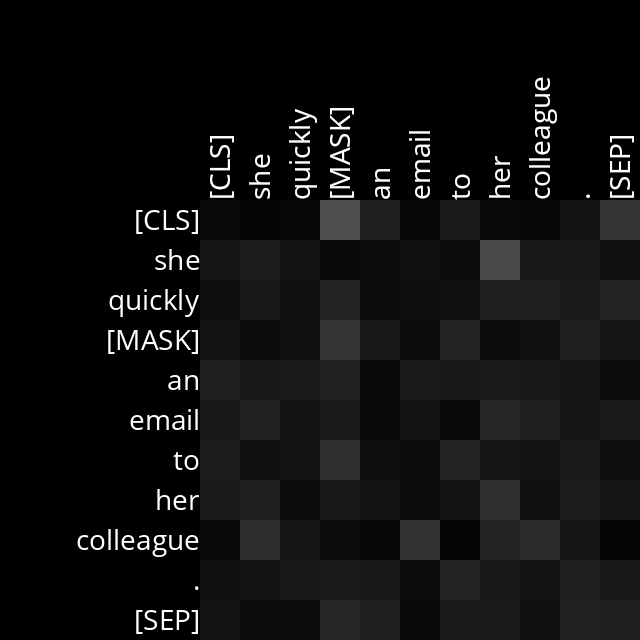 [CLS]
she
quickly
[MASK]
an
email
to
her
colleague
.
[SEP]
[CLS]
she
quickly
[MASK]
an
email
to
her
colleague
.
[SEP]